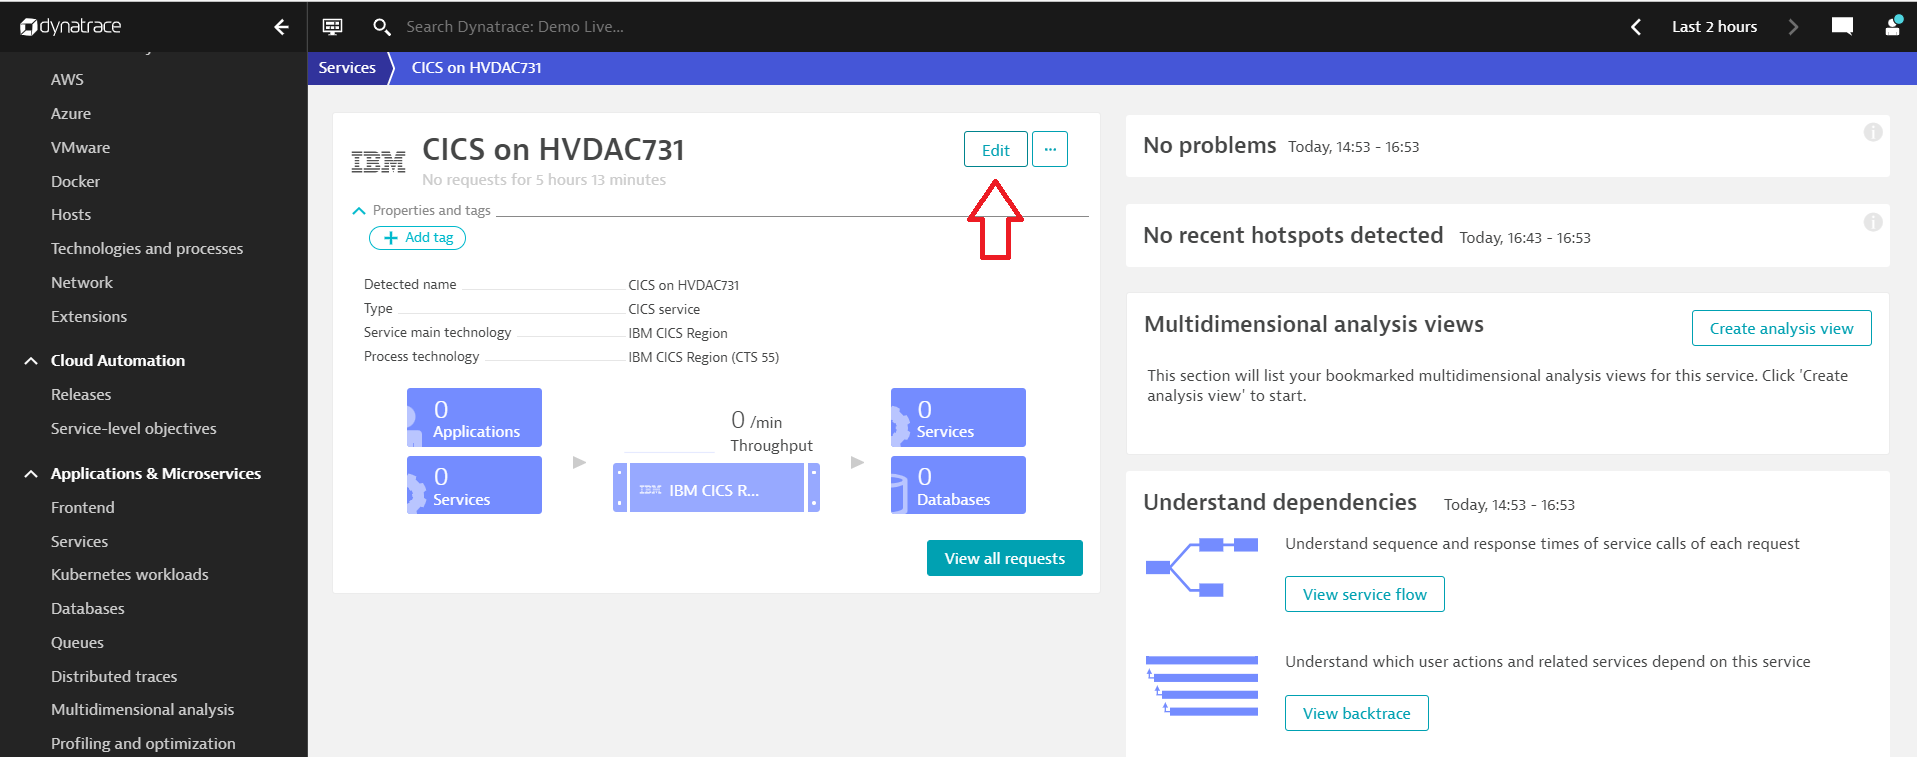 dynatrace
Search Dynatrace: Demo Live...
Last 2 hours
AWS
Azure
VMware
Docker
Hosts
Technologies and processes
Network
Extensions
Cloud Automation
Releases
Service-level objectives
Applications & Microservices
Frontend
Services
Kubernetes workloads
Databases
Queues
Distributed traces
Multidimensional analysis
Profiling and optimization
Services
CICS on HVDAC731
IBM
CICS on HVDAC731
No requests for 5 hours 13 minutes
Edit
...
Properties and tags
Add tag
Detected name CICS on HVDAC731
Type CICS service
Service main technology IBM CICS Region
Process technology IBM CICS Region (CTS 55)
0
Applications
0
Services
0 /min
Throughput
IBM IBM CICS R...
0
Services
0
Databases
View all requests
No problems Today, 14:53 - 16:53
No recent hotspots detected Today, 16:43 - 16:53
Multidimensional analysis views
Create analysis view
This section will list your bookmarked multidimensional analysis views for this service. Click 'Create
analysis view' to start.
Understand dependencies Today, 14:53 - 16:53
Understand sequence and response times of service calls of each request
View service flow
Understand which user actions and related services depend on this service
View backtrace